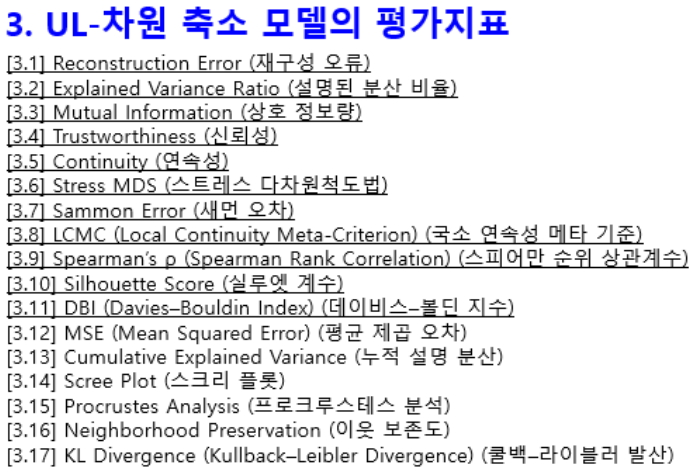 3. UL-차원 축소 모델의 평가지표
[3.1] Reconstruction Error (재구성 오류)
[3.2] Explained Variance Ratio (설명된 분산 비율)
[3.3] Mutual Information (상호 정보량)
[3.4] Trustworthiness (신뢰성)
[3.5] Continuity (연속성)
[3.6] Stress MDS (스트레스 다차원척도법)
[3.7] Sammon Error (새먼 오차)
[3.8] LCMC (Local Continuity Meta-Criterion) (국소 연속성 메타 기준)
[3.9] Spearman’s ρ (Spearman Rank Correlation) (스피어만 순위 상관계수)
[3.10] Silhouette Score (실루엣 계수)
[3.11] DBI (Davies–Bouldin Index) (데이비스–볼딘 지수)
[3.12] MSE (Mean Squared Error) (평균 제곱 오차)
[3.13] Cumulative Explained Variance (누적 설명 분산)
[3.14] Scree Plot (스크리 플롯)
[3.15] Procrustes Analysis (프로크루스테스 분석)
[3.16] Neighborhood Preservation (이웃 보존도)
[3.17] KL Divergence (Kullback–Leibler Divergence) (쿨백–라이블러 발산)